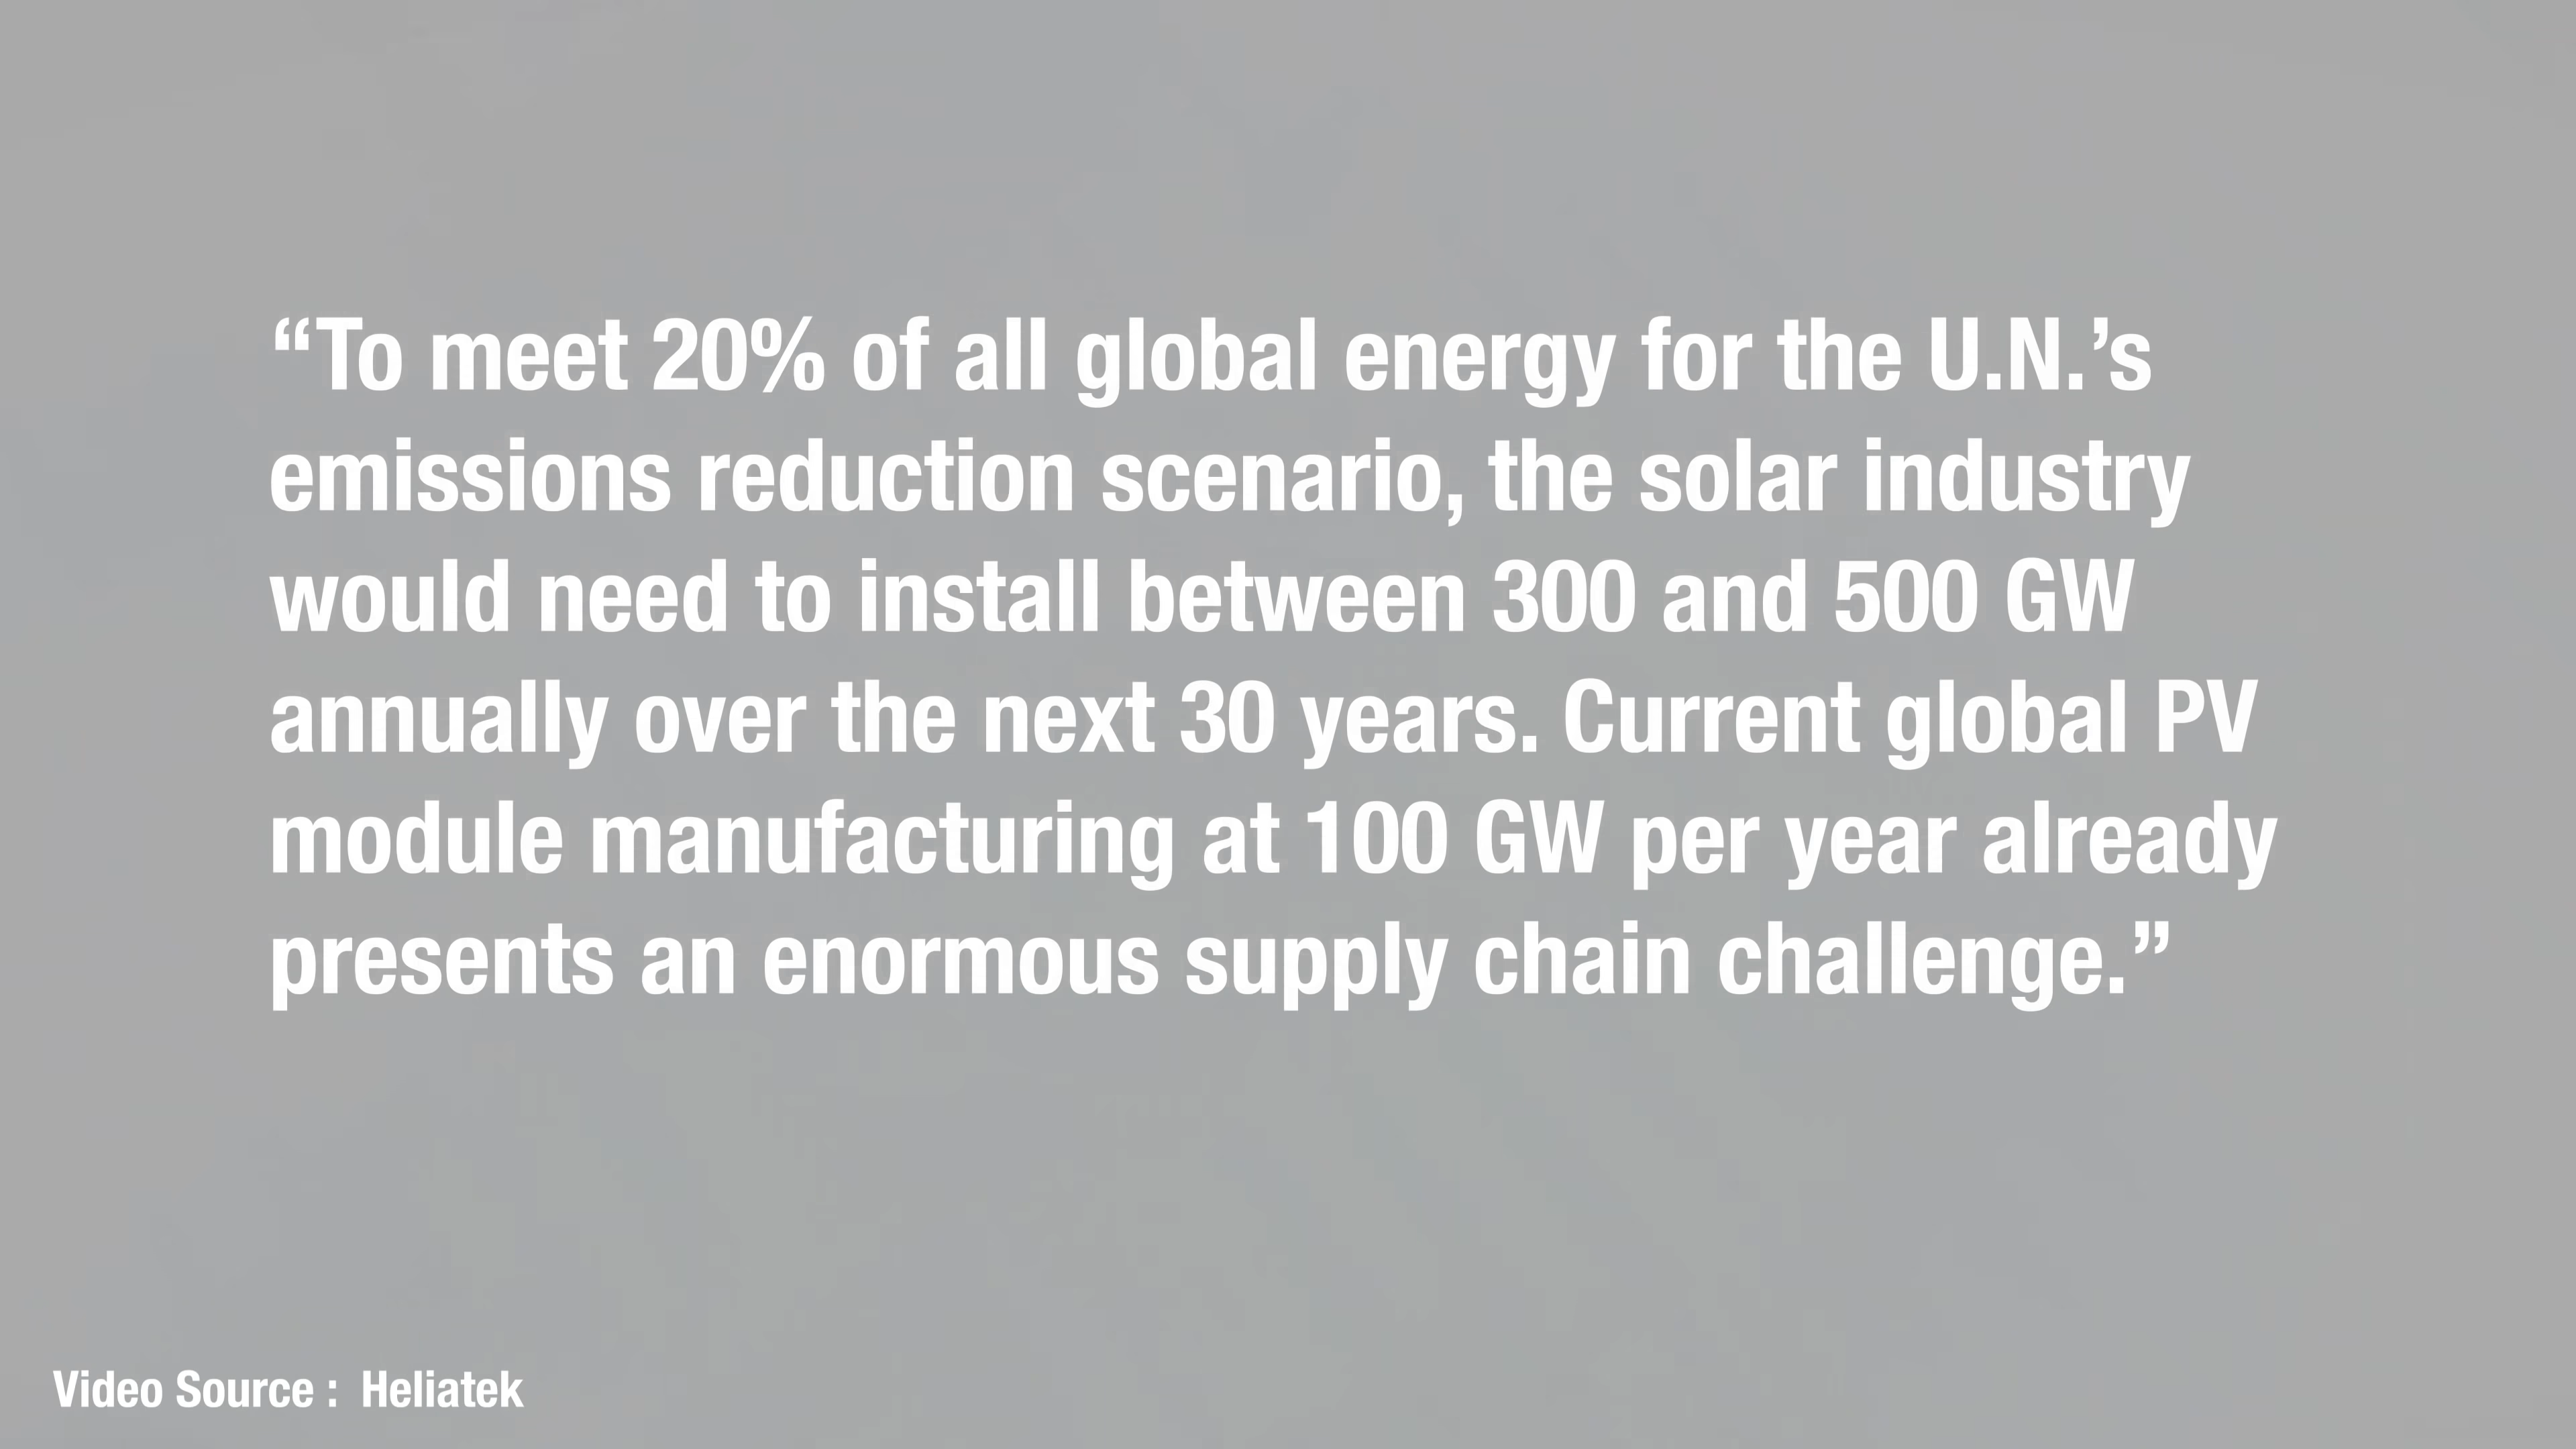 “To meet 20% of all global energy for the U.N.’s
emissions reduction scenario, the solar industry
would need to install between 300 and 500 GW
annually over the next 30 years. Current global PV
module manufacturing at 100 GW per year already
presents an enormous supply chain challenge.”
Video Source :  Heliatek